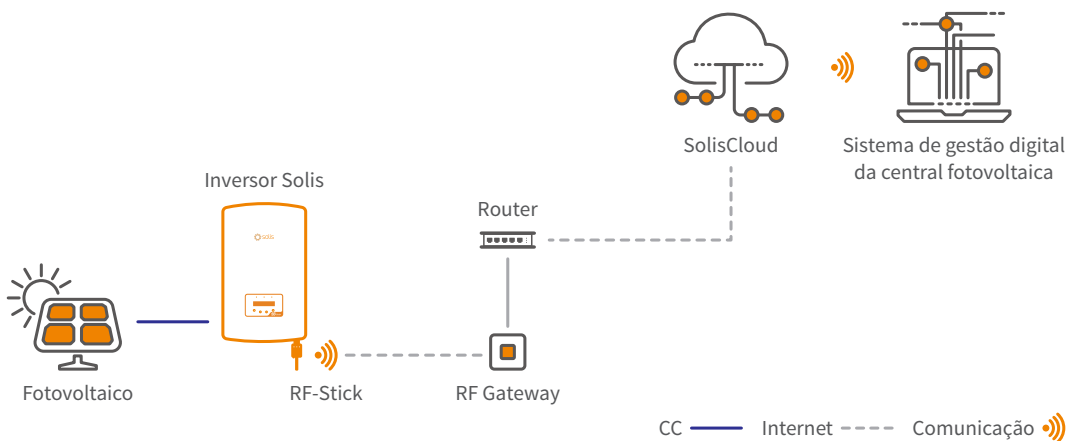 SolisCloud
Sistema de gestão digital
da central fotovoltaica
Inversor Solis
solis
Router
Fotovoltaico
RF-Stick
RF Gateway
CC
Internet
Comunicação